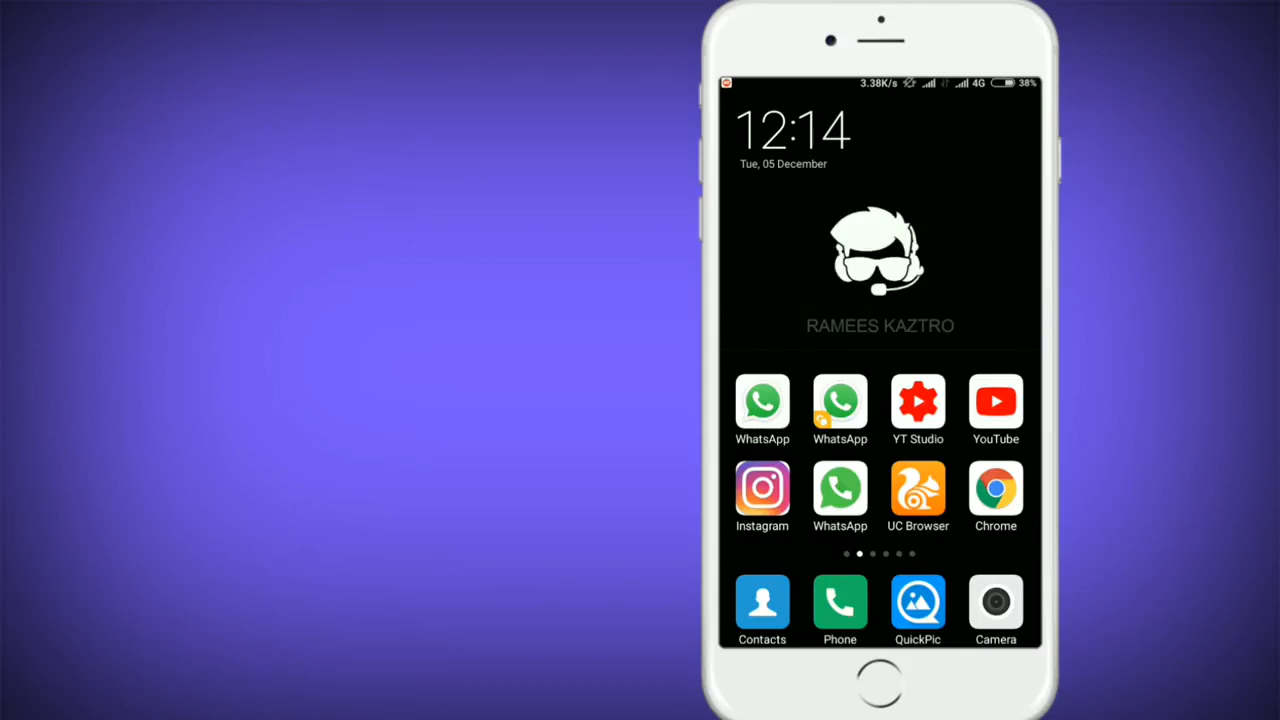 3.38K/s 4G 38%
12:14
Tue, 05 December
RAMEES KAZTRO
WhatsApp WhatsApp YT Studio YouTube
Instagram WhatsApp UC Browser Chrome
Contacts Phone QuickPic Camera